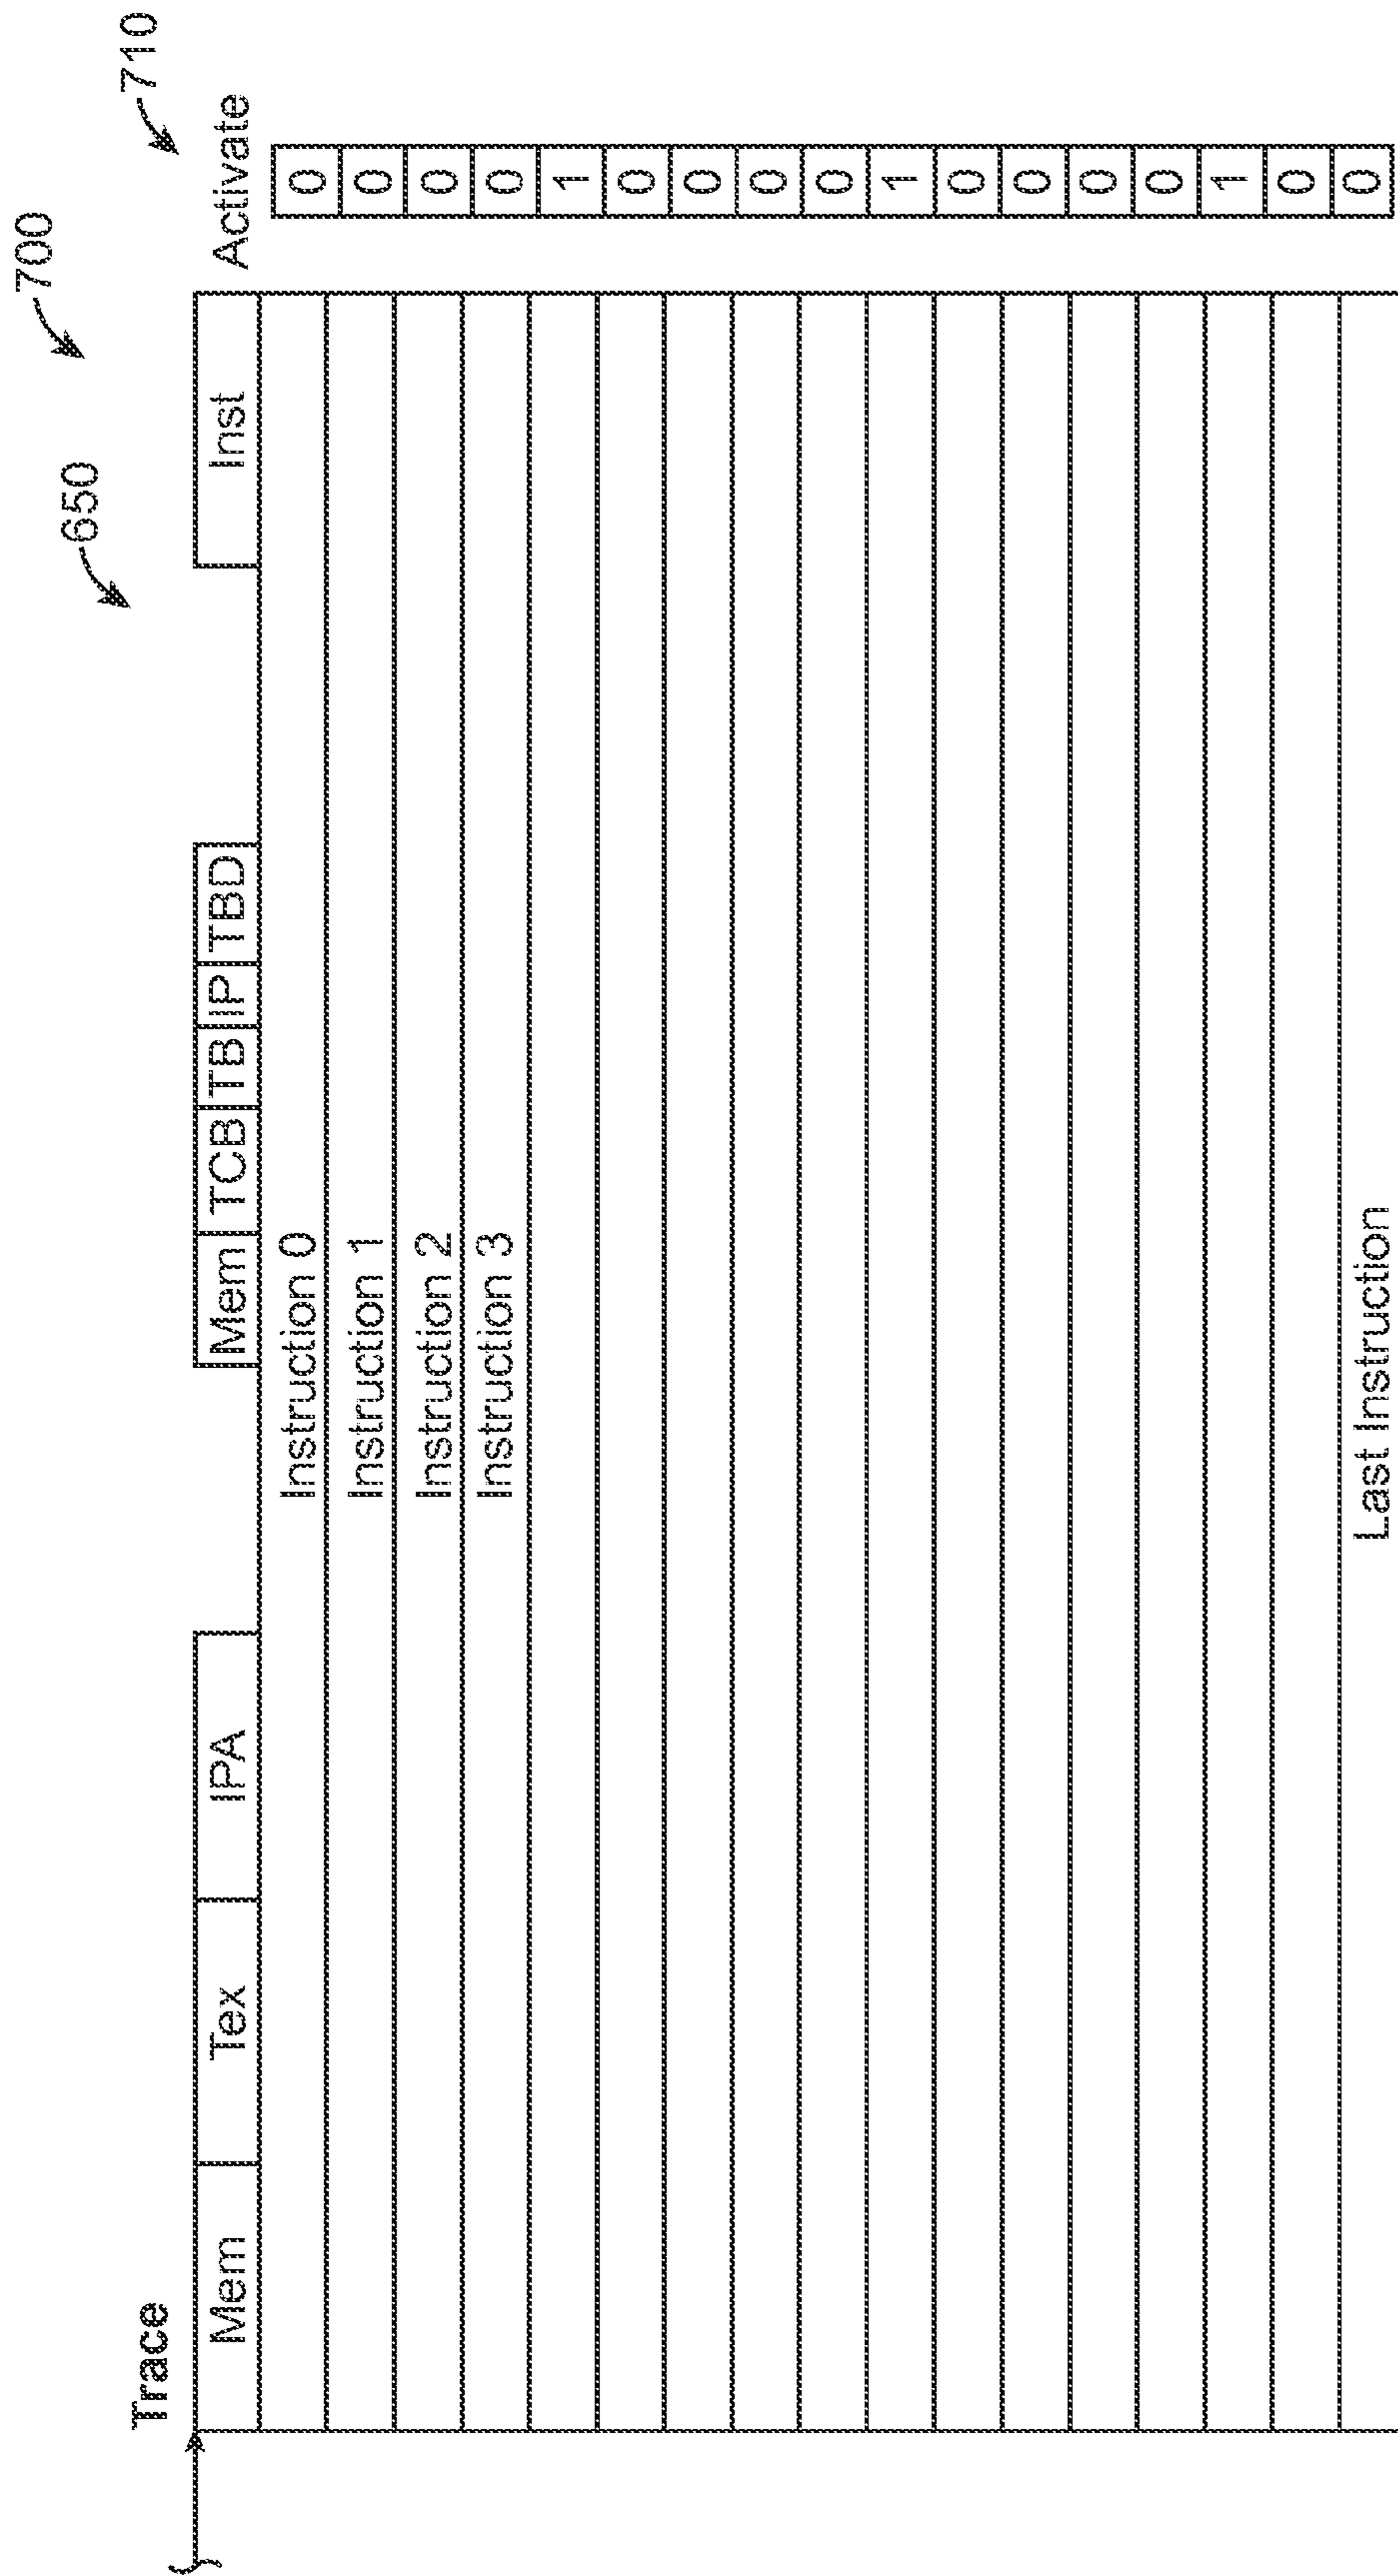 700
650
Trace 710
Mem Tex IPA Mem TCB TB IP TBD Inst Activate
Instruction 0 0
Instruction 1 0
Instruction 2 0
Instruction 3 0
1
0
0
0
0
1
0
0
0
0
1
0
Last Instruction 0